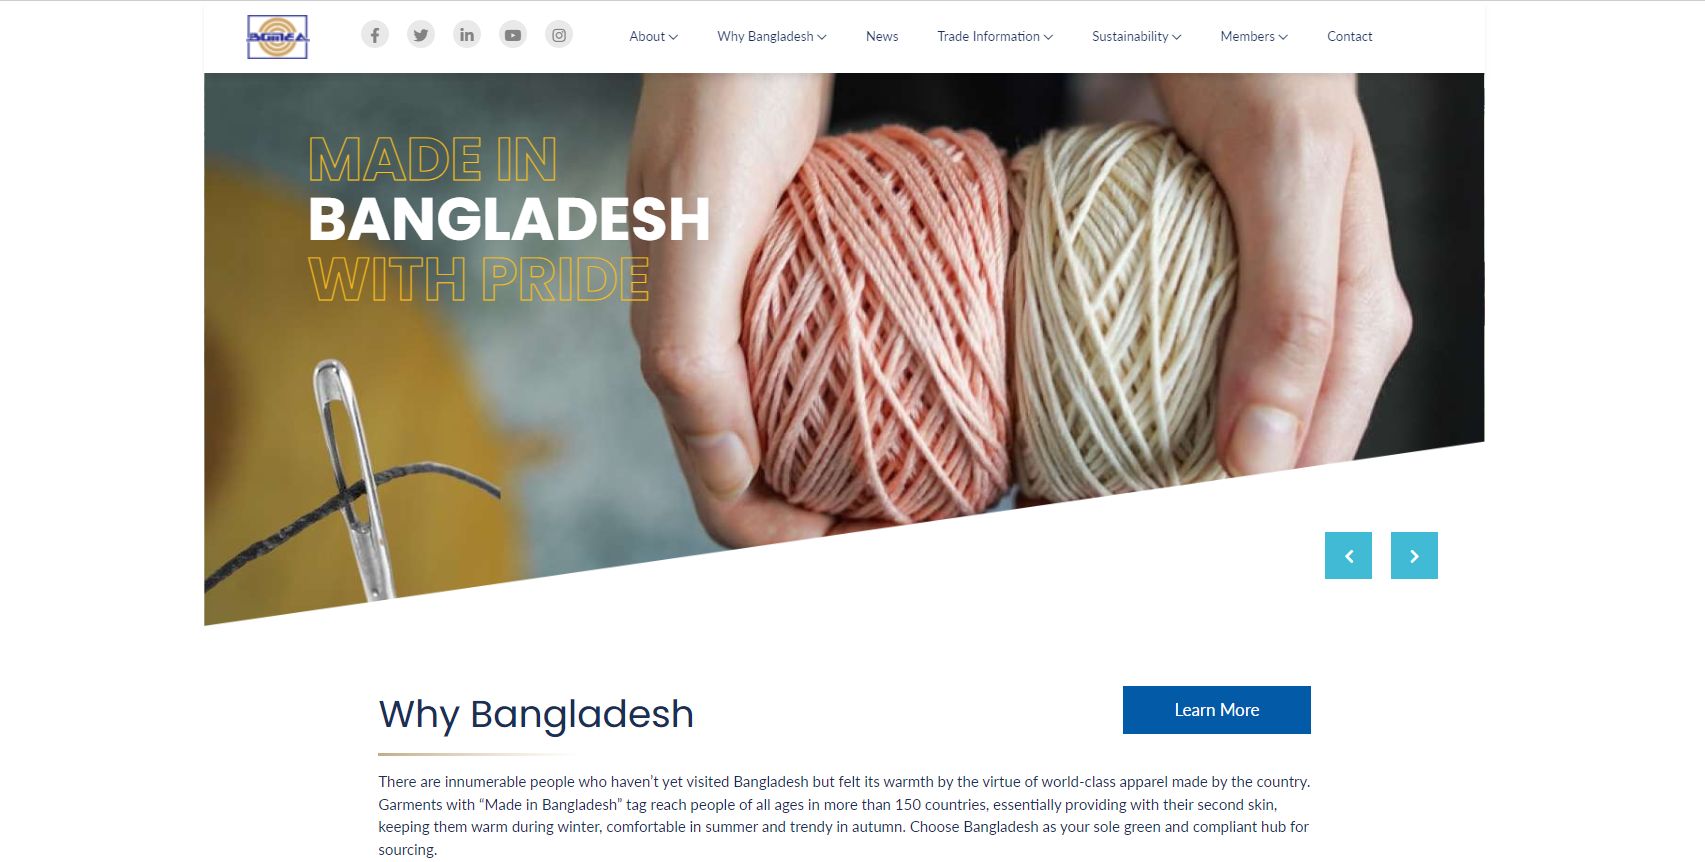 BGMEA
About
Why Bangladesh
News
Trade Information
Sustainability
Members
Contact
MADE IN
BANGLADESH
WITH PRIDE
Why Bangladesh
Learn More
There are innumerable people who haven’t yet visited Bangladesh but felt its warmth by the virtue of world-class apparel made by the country.
Garments with “Made in Bangladesh” tag reach people of all ages in more than 150 countries, essentially providing with their second skin,
keeping them warm during winter, comfortable in summer and trendy in autumn. Choose Bangladesh as your sole green and compliant hub for
sourcing.